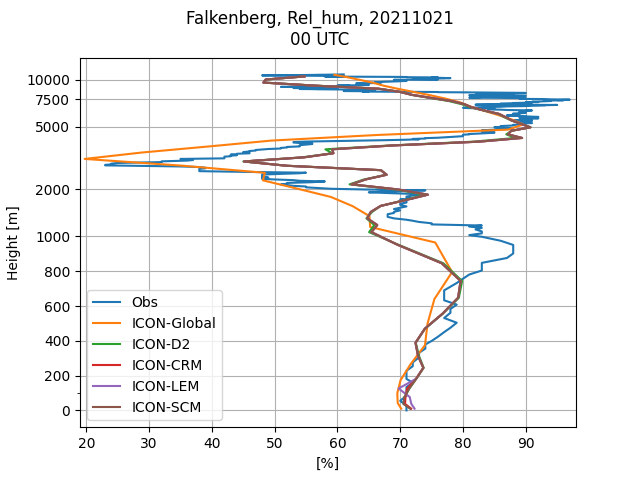 Falkenberg, Rel_hum, 20211021
00 UTC
10000
7500
5000
2000
1000
800
600
400
200
0
Height [m]
Obs
ICON-Global
ICON-D2
ICON-CRM
ICON-LEM
ICON-SCM
20 30 40 50 60 70 80 90
[%]